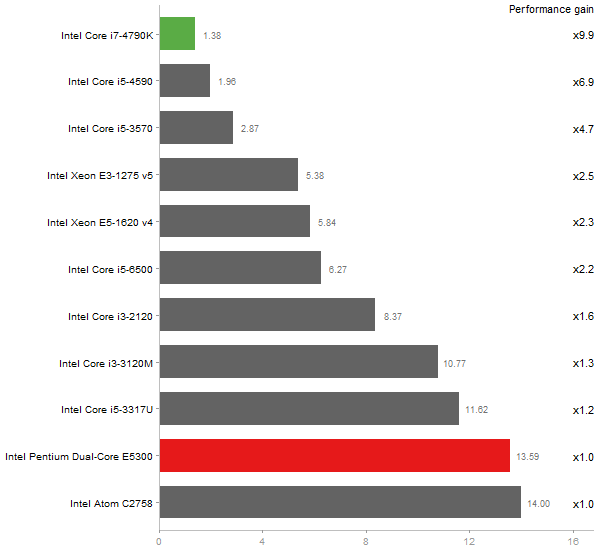 Performance gain
Intel Core i7-4790K 1.38 x9.9
Intel Core i5-4590 1.96 x6.9
Intel Core i5-3570 2.87 x4.7
Intel Xeon E3-1275 v5 5.38 x2.5
Intel Xeon E5-1620 v4 5.84 x2.3
Intel Core i5-6500 6.27 x2.2
Intel Core i3-2120 8.37 x1.6
Intel Core i3-3120M 10.77 x1.3
Intel Core i5-3317U 11.62 x1.2
Intel Pentium Dual-Core E5300 13.59 x1.0
Intel Atom C2758 14.00 x1.0
0 4 8 12 16